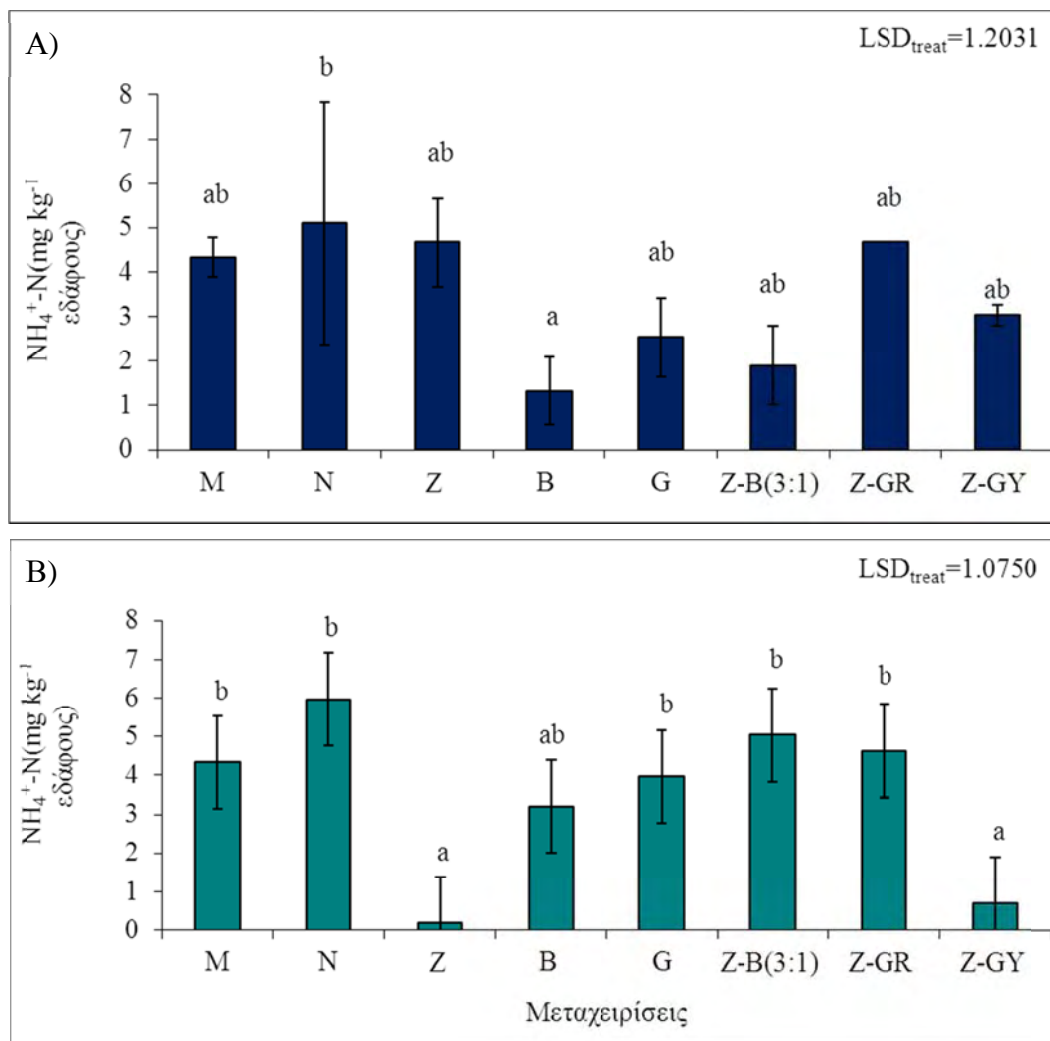 A)
LSDtreat=1.2031
NH₄⁺-N(mg kg⁻¹
εδάφους)
8
7
6
5
4
3
2
1
0
ab
b
ab
a
ab
ab
ab
ab
M N Z B G Z-B(3:1) Z-GR Z-GY
B)
LSDtreat=1.0750
NH₄⁺-N(mg kg⁻¹
εδάφους)
8
7
6
5
4
3
2
1
0
b
b
a
ab
b
b
b
a
M N Z B G Z-B(3:1) Z-GR Z-GY
Μεταχειρίσεις